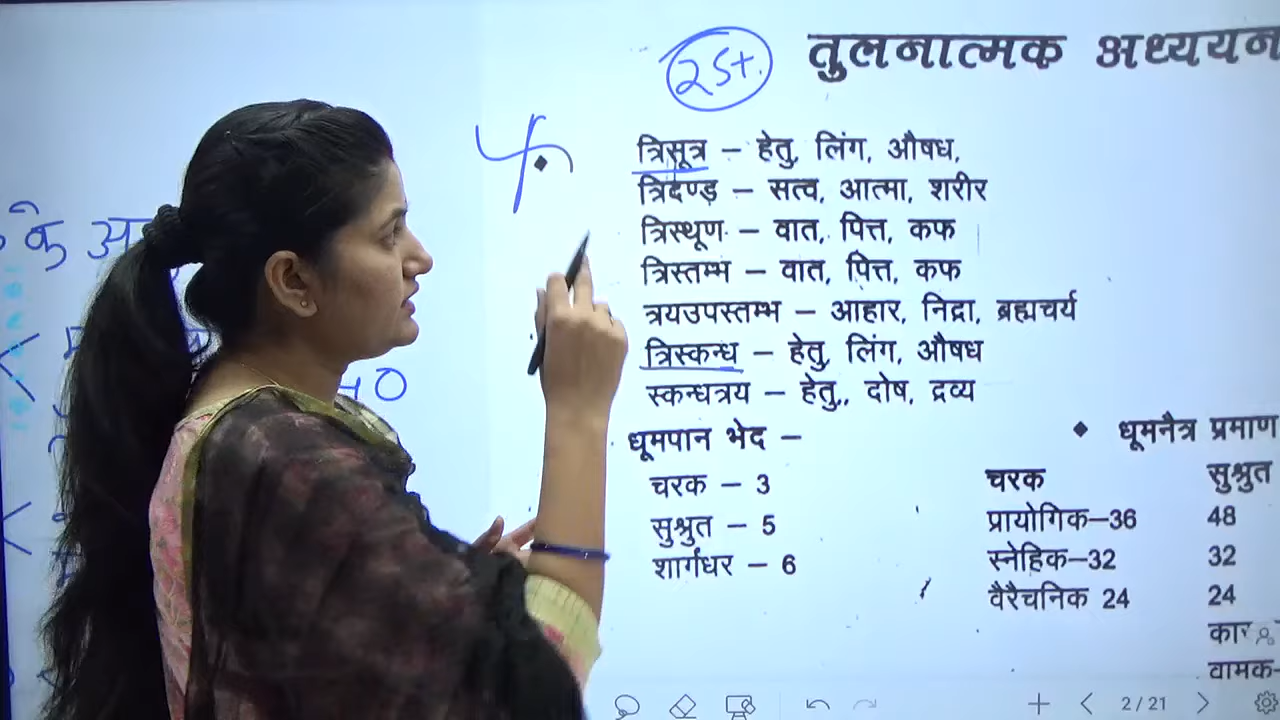 25+.
तुलनात्मक अध्ययन
त्रिसूत्र – हेतु, लिंग, औषध,
त्रिदण्ड़ – सत्व, आत्मा, शरीर
त्रिस्थूण – वात, पित्त, कफ
त्रिस्तम्भ – वात, पित्त, कफ
त्रयउपस्तम्भ – आहार, निद्रा, ब्रह्मचर्य
त्रिस्कन्ध – हेतु, लिंग, औषध
स्कन्धत्रय – हेतु,, दोष, द्रव्य
धूमपान भेद –
चरक – 3
सुश्रुत – 5
शार्गंधर – 6
◆ धूमनैत्र प्रमाण
चरक सुश्रुत
प्रायोगिक–36 48
स्नेहिक–32 32
वैरैचनिक 24 24
वामक-
के अ
2/21